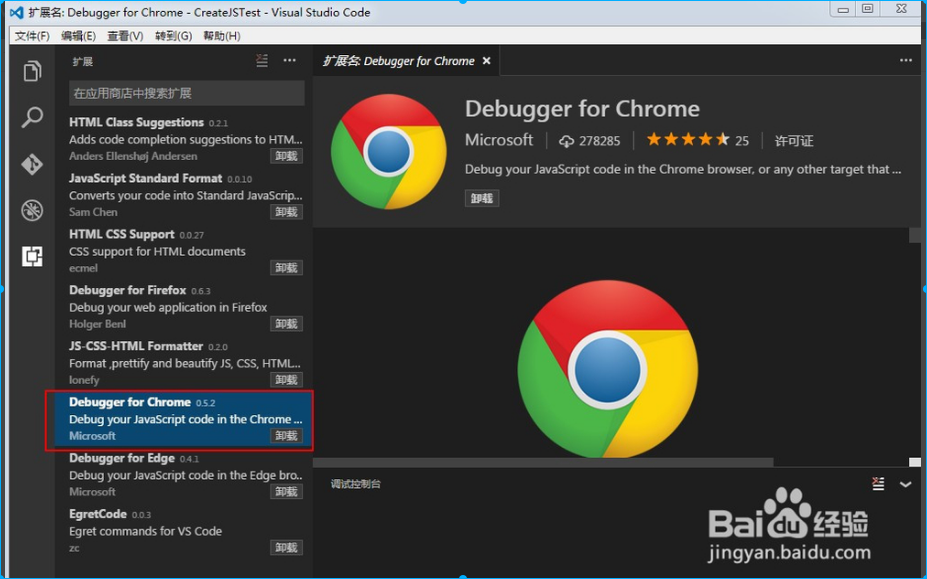 扩展名: Debugger for Chrome - CreateJSTest - Visual Studio Code
文件(F) 编辑(E) 查看(V) 转到(G) 帮助(H)
扩展
在应用商店中搜索扩展
HTML Class Suggestions 0.2.1
Adds code completion suggestions to HTM...
Anders Ellenshøj Andersen 卸载
JavaScript Standard Format 0.0.10
Converts your code into Standard JavaScrip...
Sam Chen 卸载
HTML CSS Support 0.0.27
CSS support for HTML documents
ecmel 卸载
Debugger for Firefox 0.6.3
Debug your web application in Firefox
Holger Benl 卸载
JS-CSS-HTML Formatter 0.2.0
Format ,prettify and beautify JS, CSS, HTML...
lonefy 卸载
Debugger for Chrome 0.5.2
Debug your JavaScript code in the Chrome ...
Microsoft 卸载
Debugger for Edge 0.4.1
Debug your JavaScript code in the Edge bro..
Microsoft 卸载
EgretCode 0.0.3
Egret commands for VS Code
zc 卸载
扩展名: Debugger for Chrome
Debugger for Chrome
Microsoft 278285 25 许可证
Debug your JavaScript code in the Chrome browser, or any other target that ...
卸载
调试控制台
Baidu经验
jingyan.baidu.com